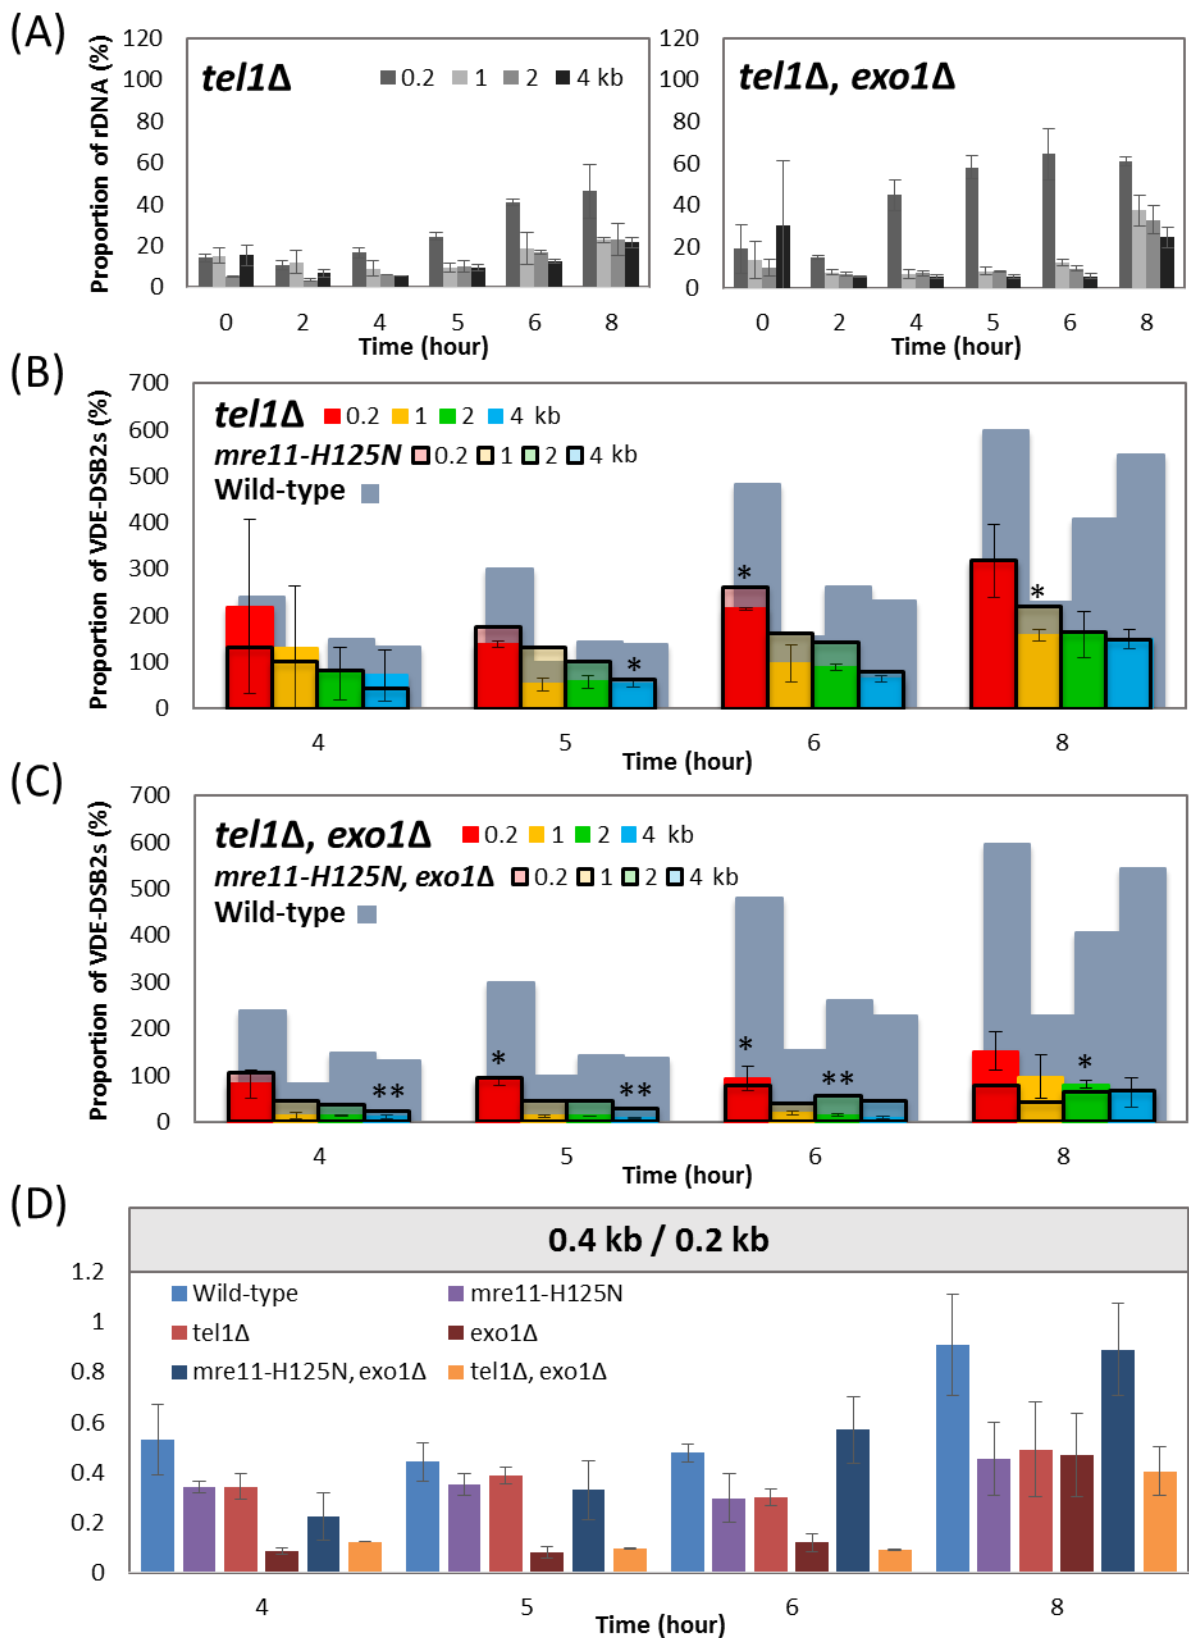 (A)
Proportion of rDNA (%)
120
100
80
60
40
20
0
tel1Δ
0.2 1 2 4 kb
0 2 4 5 6 8
Time (hour)
120
100
80
60
40
20
0
tel1Δ, exo1Δ
0 2 4 5 6 8
Time (hour)
(B)
Proportion of VDE-DSB2s (%)
700
600
500
400
300
200
100
0
tel1Δ 0.2 1 2 4 kb
mre11-H125N 0.2 1 2 4 kb
Wild-type
* * *
*
4 5 6 8
Time (hour)
(C)
Proportion of VDE-DSB2s (%)
700
600
500
400
300
200
100
0
tel1Δ, exo1Δ 0.2 1 2 4 kb
mre11-H125N, exo1Δ 0.2 1 2 4 kb
Wild-type
** * ** * ** *
4 5 6 8
Time (hour)
(D)
0.4 kb / 0.2 kb
1.2
1
0.8
0.6
0.4
0.2
0
Wild-type mre11-H125N
tel1Δ exo1Δ
mre11-H125N, exo1Δ tel1Δ, exo1Δ
4 5 6 8
Time (hour)